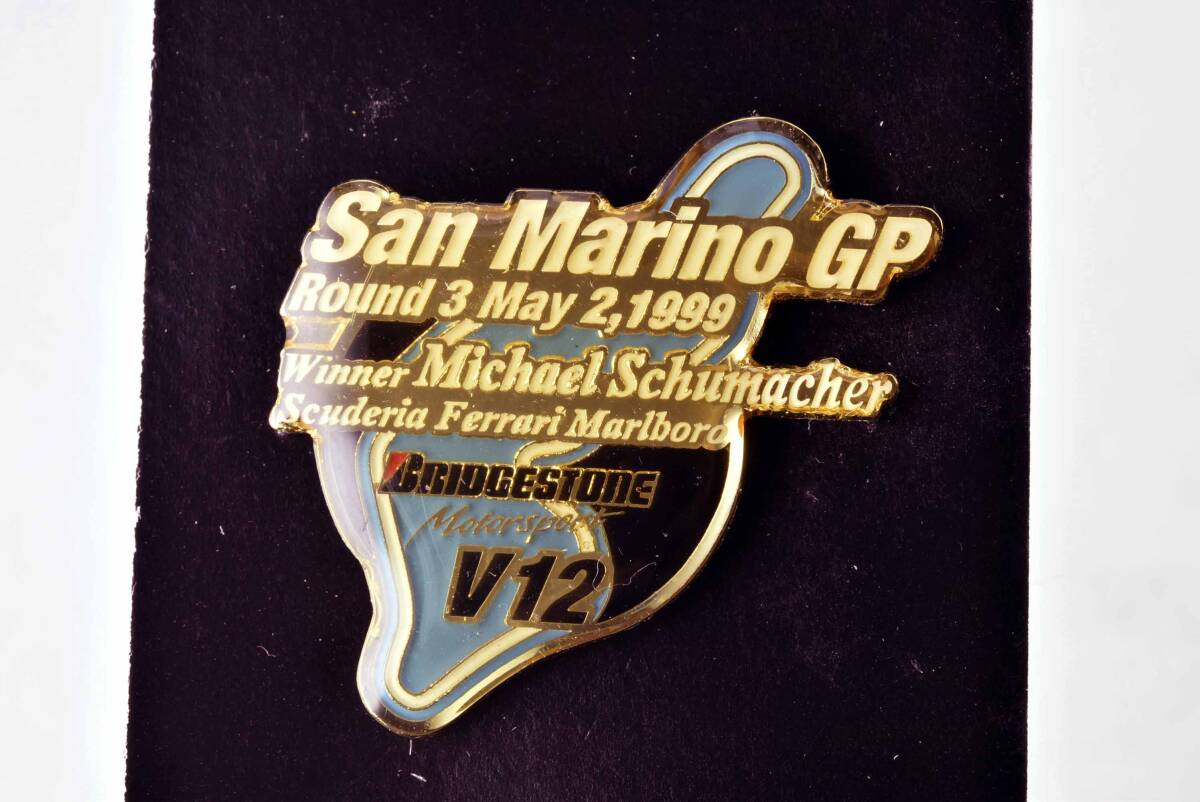 San Marino GP
Round 3 May 2, 1999
Winner Michael Schumacher
Scuderia Ferrari Marlboro
BRIDGESTONE
Motorsport
V12